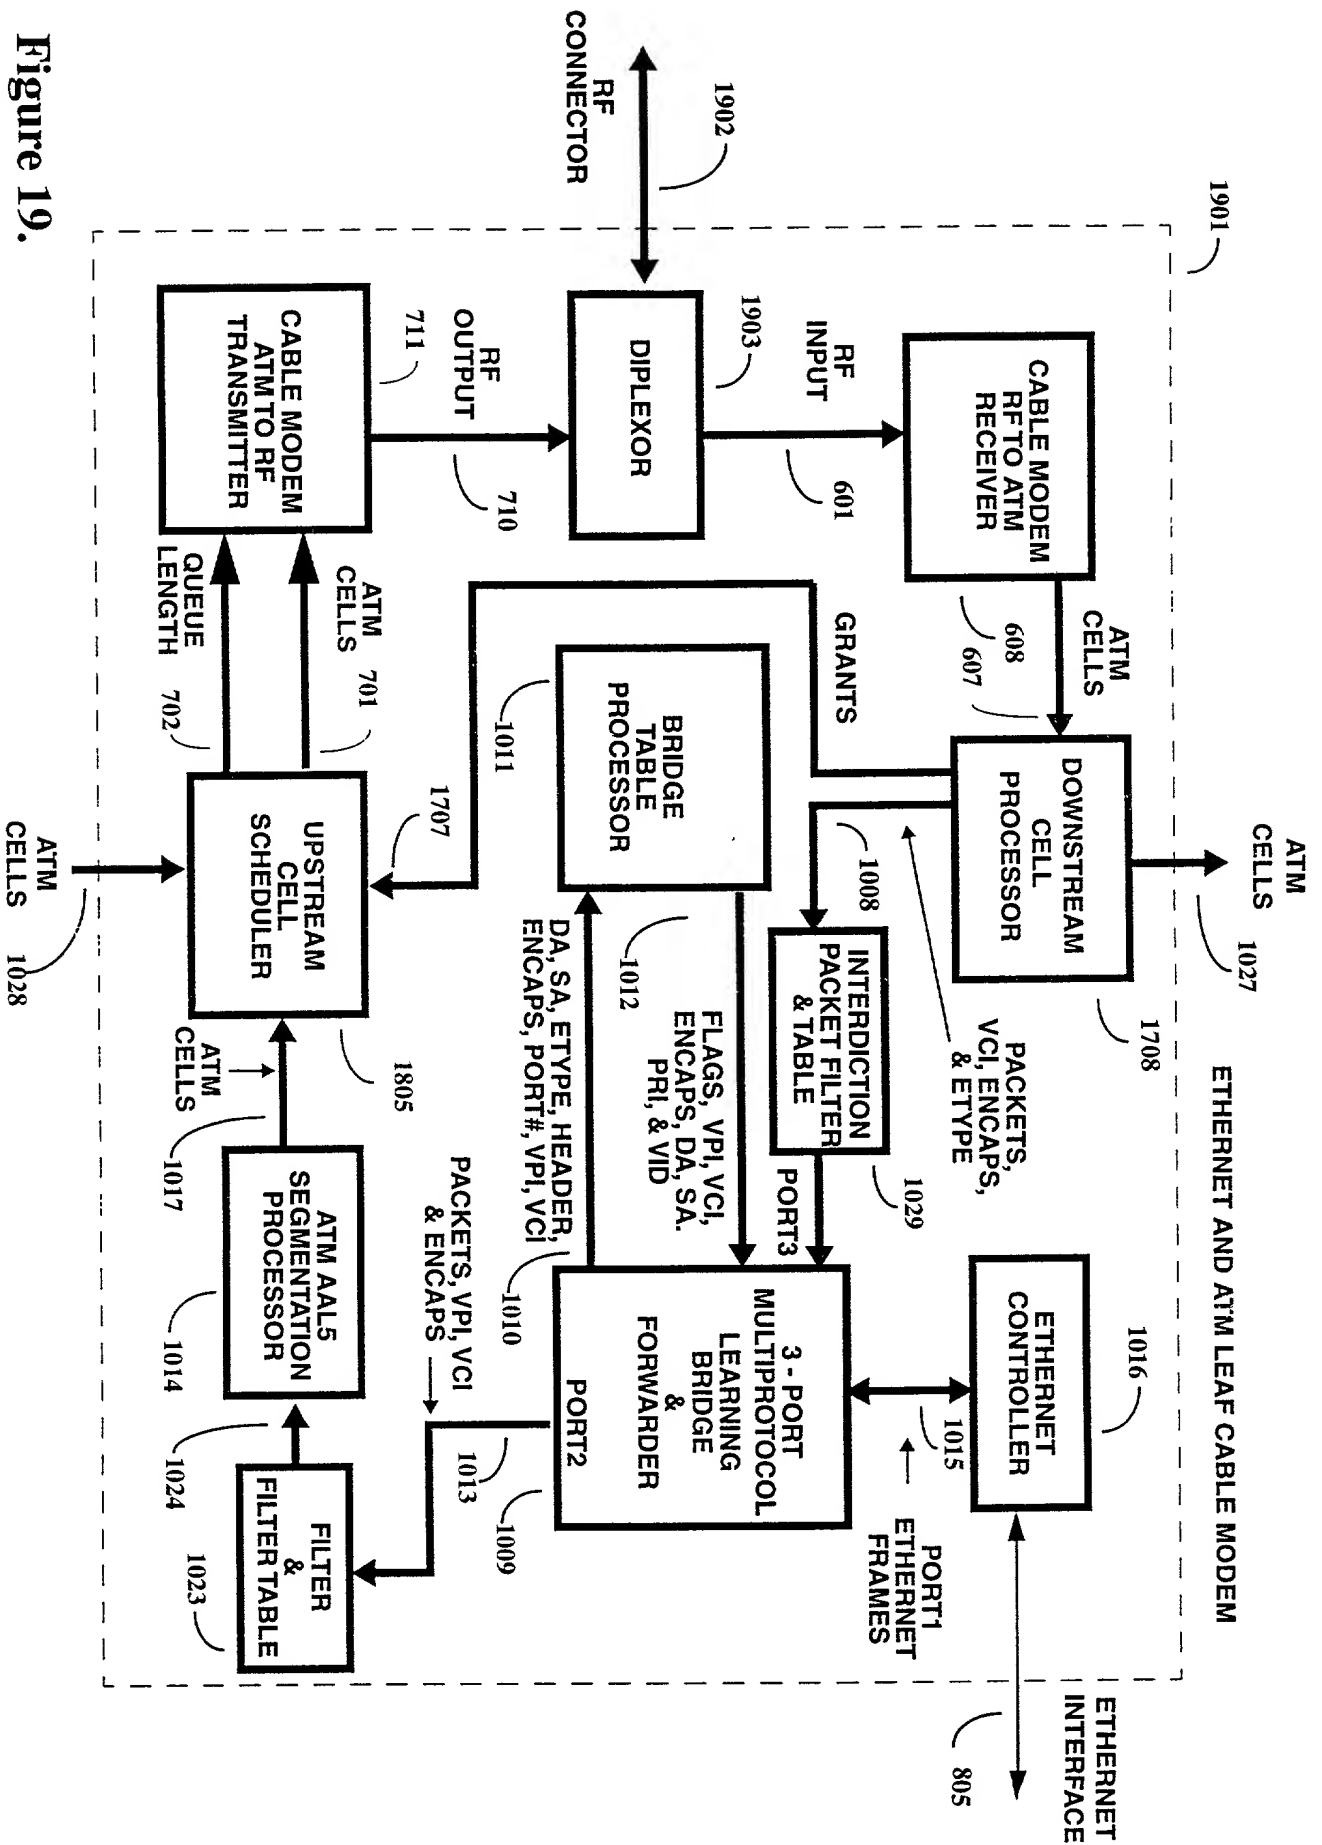 ETHERNET AND ATM LEAF CABLE MODEM
1901
ATM
CELLS
1027
1708
CABLE MODEM
RF TO ATM
RECEIVER
608
ATM
CELLS
607
DOWNSTREAM
CELL
PROCESSOR
PACKETS,
VCI, ENCAPS,
& ETYPE
1016
ETHERNET
CONTROLLER
ETHERNET
INTERFACE
805
RF
INPUT
601
GRANTS
1008
INTERDICTION
PACKET FILTER
& TABLE
1029
1015
PORT1
ETHERNET
FRAMES
1902
1903
RF
CONNECTOR
DIPLEXOR
BRIDGE
TABLE
PROCESSOR
1011
1012
FLAGS, VPI, VCI,
ENCAPS, DA, SA.
PRI, & VID
PORT3
3 - PORT
MULTIPROTOCOL
LEARNING
BRIDGE
&
FORWARDER
PORT2
DA, SA, ETYPE, HEADER,
ENCAPS, PORT#, VPI, VCI
1010
1009
1013
RF
OUTPUT
710
711
1707
PACKETS, VPI, VCI
& ENCAPS
CABLE MODEM
ATM TO RF
TRANSMITTER
ATM
CELLS
701
QUEUE
LENGTH
702
UPSTREAM
CELL
SCHEDULER
1805
ATM
CELLS
1017
ATM AAL5
SEGMENTATION
PROCESSOR
1014
1024
FILTER
&
FILTER TABLE
1023
ATM
CELLS
1028
Figure 19.